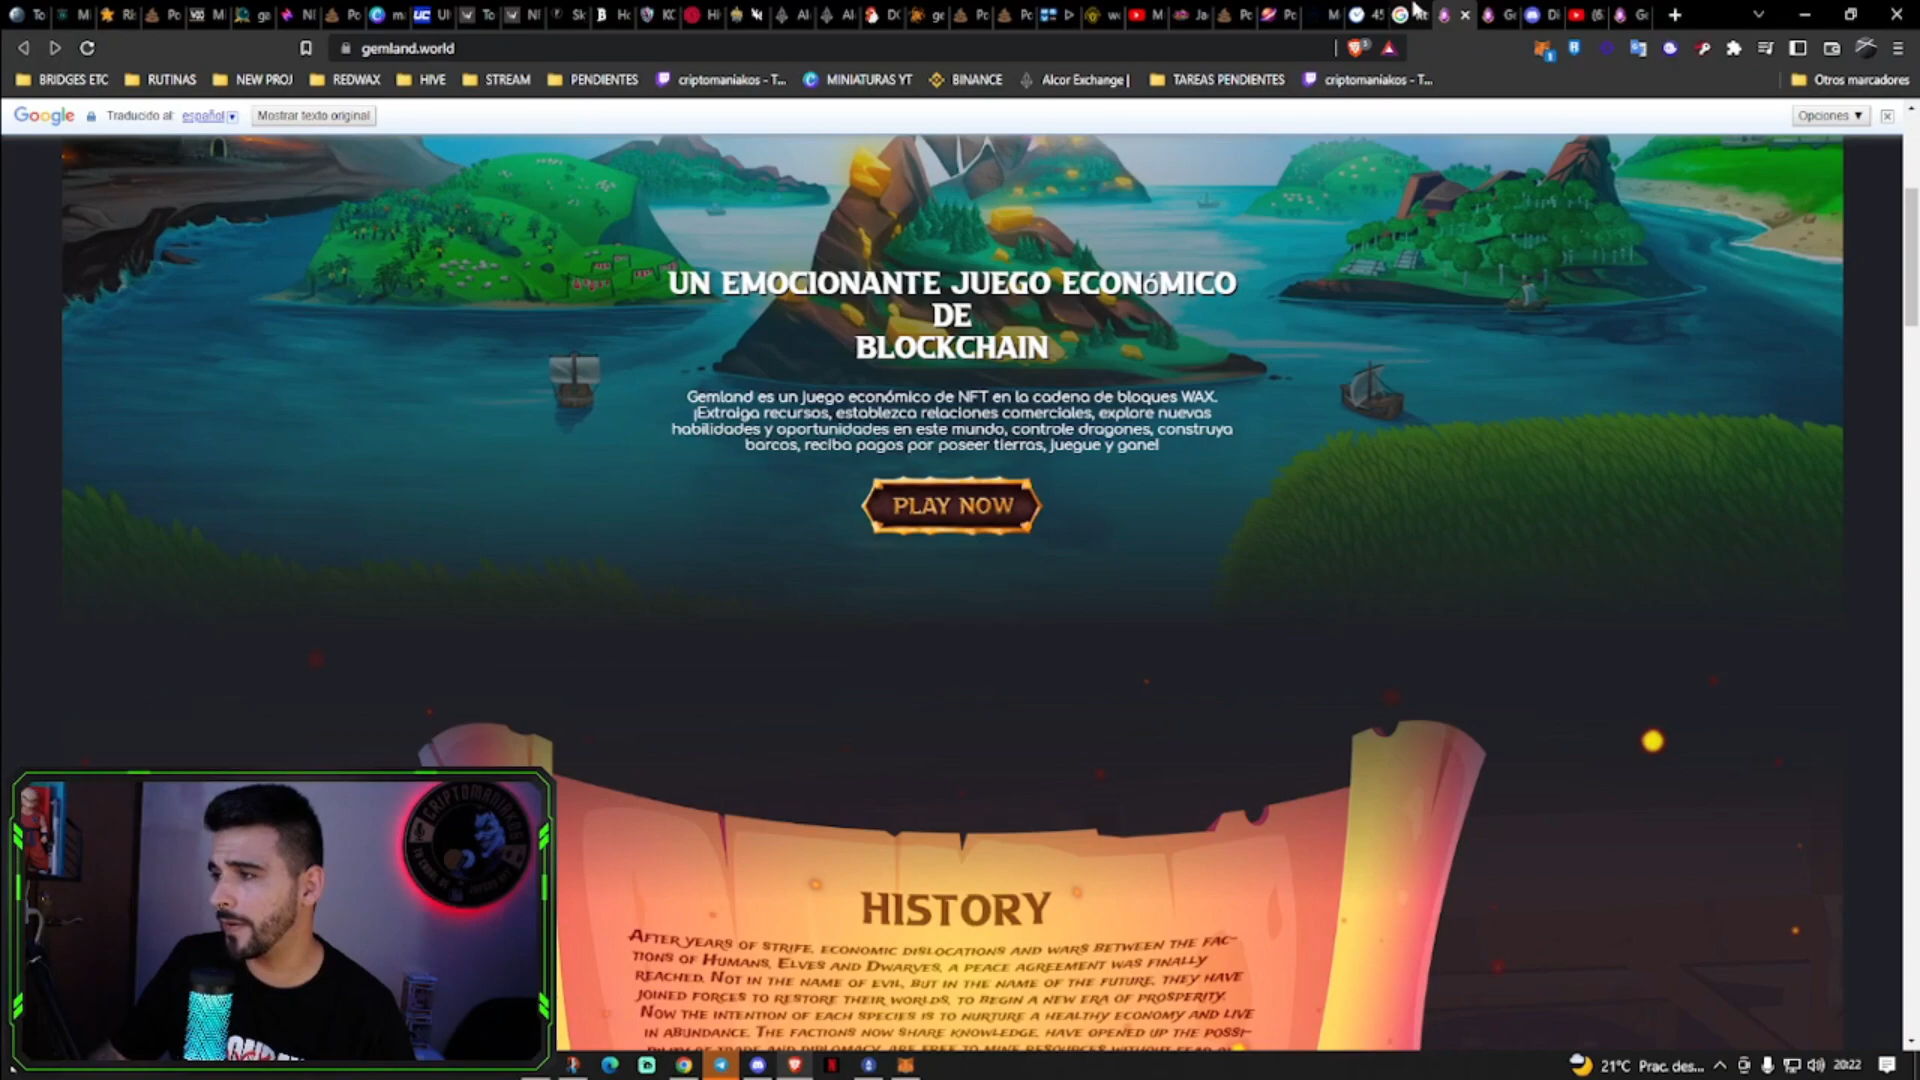 gemland.world
BRIDGES ETC RUTINAS NEW PROJ REDWAX HIVE STREAM PENDIENTES criptomaniakos - T... MINIATURAS YT BINANCE Alcor Exchange | TAREAS PENDIENTES criptomaniakos - T... Otros marcadores
Google Traducido al: español Mostrar texto original Opciones ▼
UN EMOCIONANTE JUEGO ECONóMICO
DE
BLOCKCHAIN
Gemland es un juego económico de NFT en la cadena de bloques WAX.
¡Extraiga recursos, establezca relaciones comerciales, explore nuevas
habilidades y oportunidades en este mundo, controle dragones, construya
barcos, reciba pagos por poseer tierras, juegue y gane!
PLAY NOW
HISTORY
AFTER YEARS OF STRIFE, ECONOMIC DISLOCATIONS AND WARS BETWEEN THE FAC-
TIONS OF HUMANS, ELVES AND DWARVES, A PEACE AGREEMENT WAS FINALLY
REACHED. NOT IN THE NAME OF EVIL, BUT IN THE NAME OF THE FUTURE, THEY HAVE
JOINED FORCES TO RESTORE THEIR WORLDS, TO BEGIN A NEW ERA OF PROSPERITY.
NOW THE INTENTION OF EACH SPECIES IS TO NURTURE A HEALTHY ECONOMY AND LIVE
IN ABUNDANCE. THE FACTIONS NOW SHARE KNOWLEDGE, HAVE OPENED UP THE POSSI-
CRIPTOMANIAKOS
21°C Prac. des... 20:22